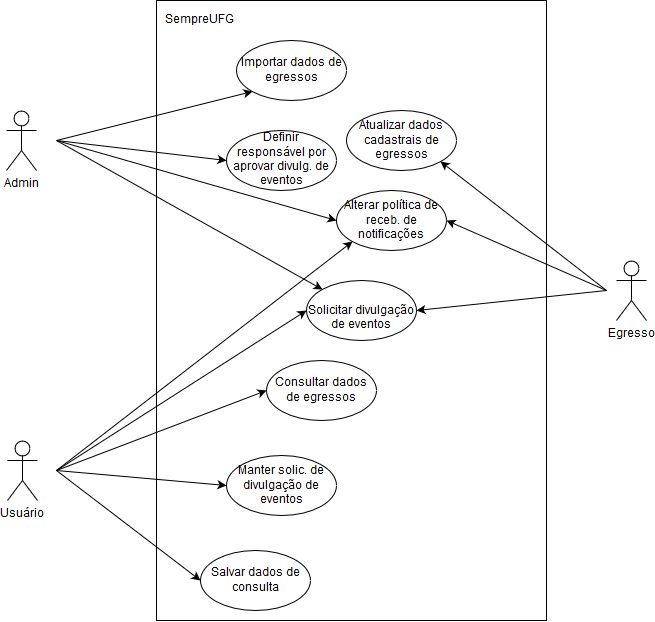 SempreUFG
Importar dados de
egressos
Atualizar dados
cadastrais de
egressos
Definir
responsável por
aprovar divulg. de
eventos
Admin
Alterar política de
receb. de
notificações
Solicitar divulgação
de eventos
Egresso
Consultar dados
de egressos
Manter solic. de
divulgação de
eventos
Usuário
Salvar dados de
consulta